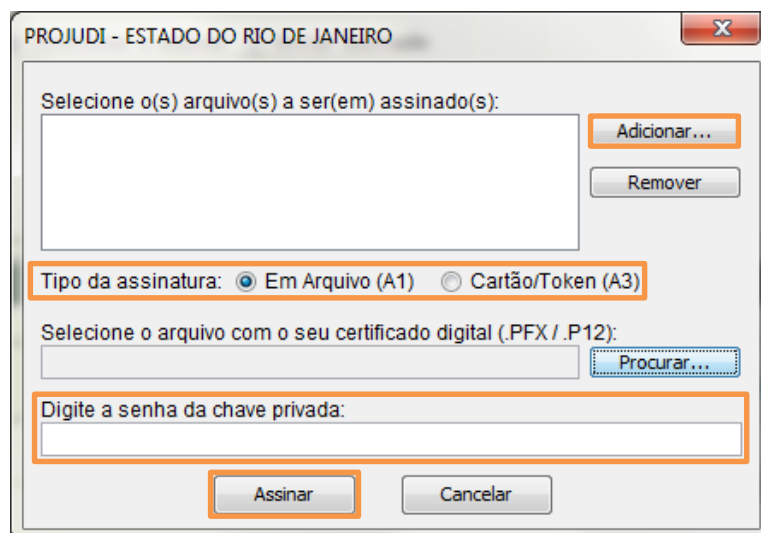 PROJUDI - ESTADO DO RIO DE JANEIRO
Selecione o(s) arquivo(s) a ser(em) assinado(s):
Adicionar...
Remover
Tipo da assinatura: Em Arquivo (A1) Cartão/Token (A3)
Selecione o arquivo com o seu certificado digital (.PFX / .P12):
Procurar...
Digite a senha da chave privada:
Assinar Cancelar